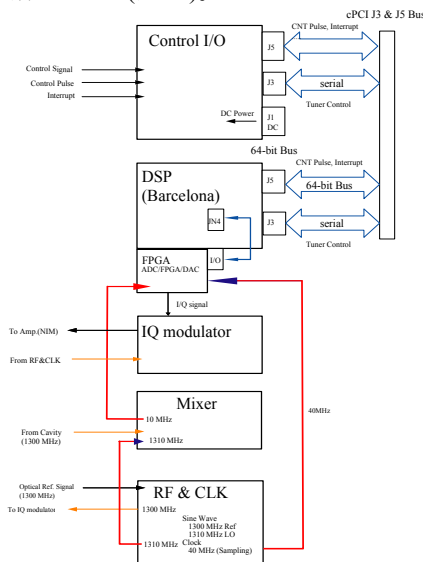 cPCI J3 & J5 Bus
Control I/O
J5
CNT Pulse, Interrupt
Control Signal
Control Pulse
Interrupt
J3
serial
Tuner Control
DC Power
J1
DC
64-bit Bus
DSP
(Barcelona)
J5
CNT Pulse, Interrupt
64-bit Bus
JN4
J3
serial
Tuner Control
FPGA
ADC/FPGA/DAC
I/O
I/Q signal
To Amp.(NIM)
IQ modulator
From RF&CLK
Mixer
40MHz
10 MHz
From Cavity
(1300 MHz)
1310 MHz
Optical Ref. Signal
(1300 MHz)
RF & CLK
1300 MHz
To IQ modulator
Sine Wave
1300 MHz Ref
1310 MHz LO
Clock
40 MHz (Sampling)
1310 MHz